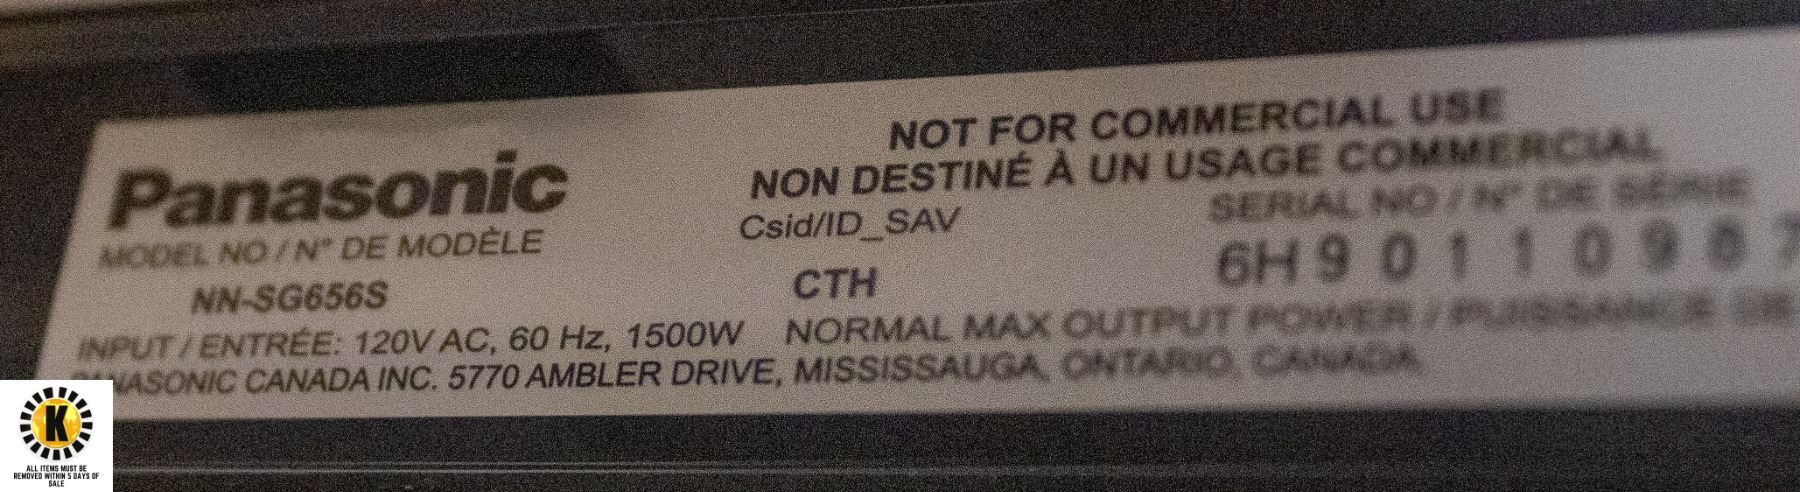 NOT FOR COMMERCIAL USE
NON DESTINÉ À UN USAGE COMMERCIAL
Panasonic
MODEL NO / N° DE MODÈLE
NN-SG656S
Csid/ID_SAV
CTH
SERIAL NO / N° DE SÉRIE
6H90110987
INPUT / ENTRÉE: 120V AC, 60 Hz, 1500W NORMAL MAX OUTPUT POWER / PUISSANCE DE
PANASONIC CANADA INC. 5770 AMBLER DRIVE, MISSISSAUGA, ONTARIO, CANADA
K
ALL ITEMS MUST BE
REMOVED WITHIN 5 DAYS OF
SALE